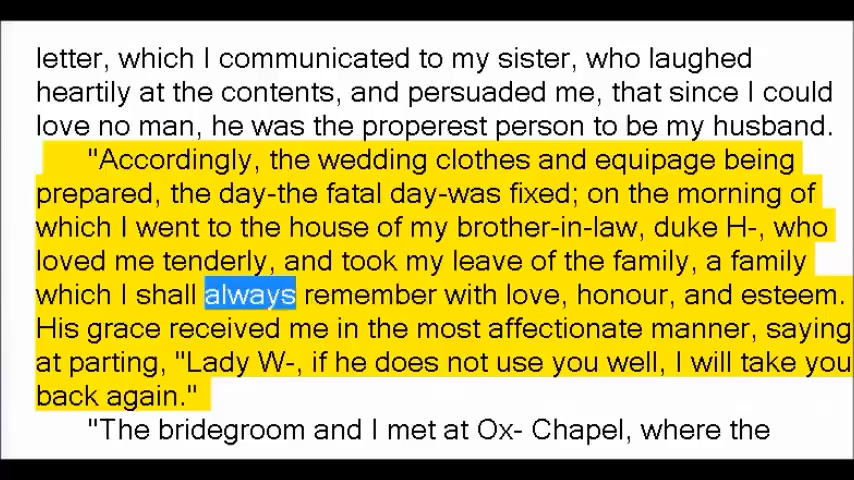 letter, which I communicated to my sister, who laughed
heartily at the contents, and persuaded me, that since I could
love no man, he was the properest person to be my husband.
"Accordingly, the wedding clothes and equipage being
prepared, the day-the fatal day-was fixed; on the morning of
which I went to the house of my brother-in-law, duke H-, who
loved me tenderly, and took my leave of the family, a family
which I shall always remember with love, honour, and esteem.
His grace received me in the most affectionate manner, saying
at parting, "Lady W-, if he does not use you well, I will take you
back again."
"The bridegroom and I met at Ox- Chapel, where the